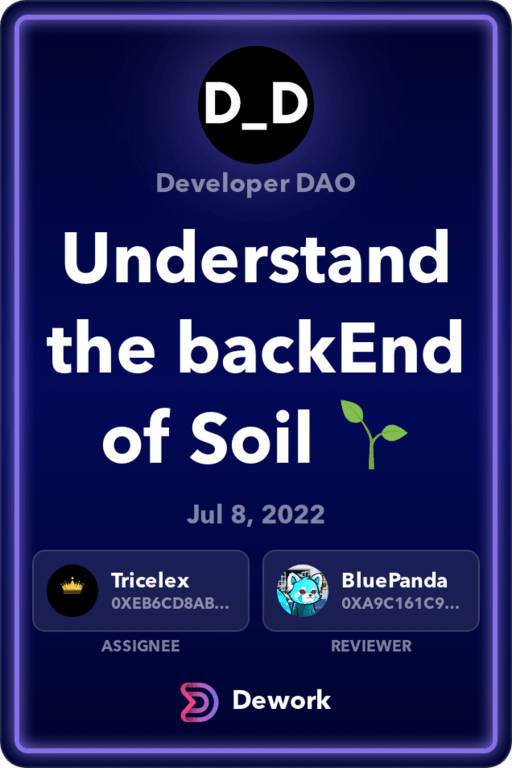 D_D
Developer DAO
Understand
the backEnd
of Soil 🌱
Jul 8, 2022
Tricelex
0XEB6CD8AB...
ASSIGNEE
BluePanda
0XA9C161C9...
REVIEWER
Dework